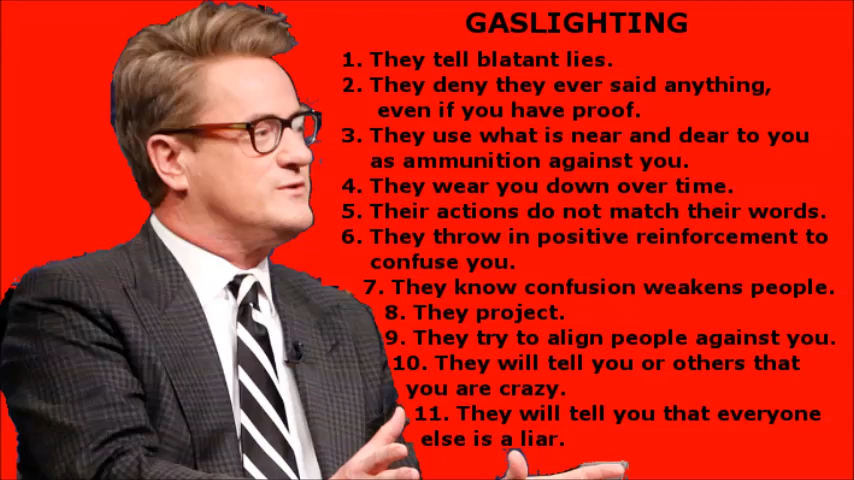 GASLIGHTING
1. They tell blatant lies.
2. They deny they ever said anything,
even if you have proof.
3. They use what is near and dear to you
as ammunition against you.
4. They wear you down over time.
5. Their actions do not match their words.
6. They throw in positive reinforcement to
confuse you.
7. They know confusion weakens people.
8. They project.
9. They try to align people against you.
10. They will tell you or others that
you are crazy.
11. They will tell you that everyone
else is a liar.